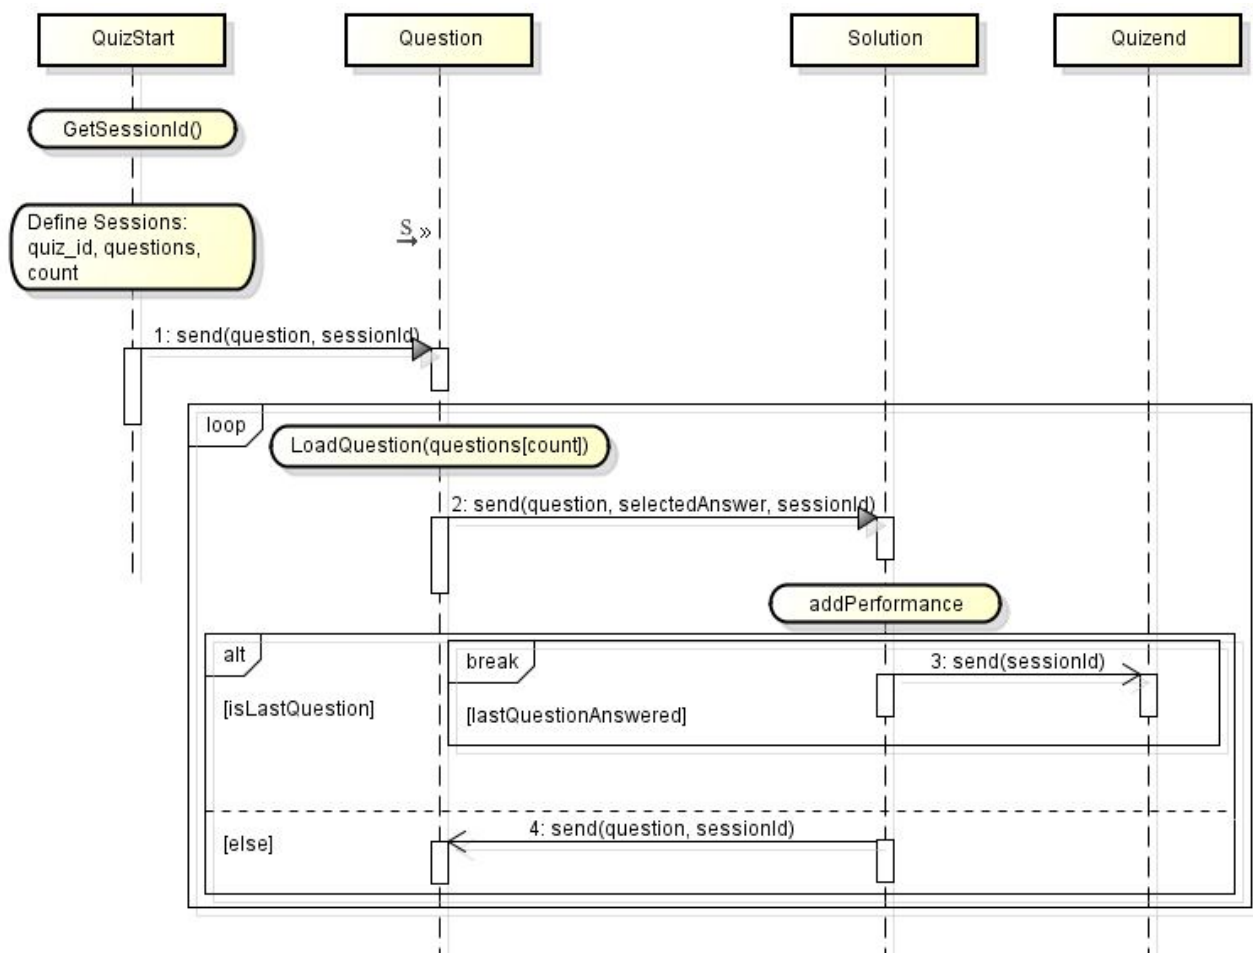 QuizStart
Question
Solution
Quizend
GetSessionId()
Define Sessions:
quiz_id, questions,
count
S »
1: send(question, sessionId)
loop
LoadQuestion(questions[count])
2: send(question, selectedAnswer, sessionId)
addPerformance
alt
break
3: send(sessionId)
[isLastQuestion]
[lastQuestionAnswered]
4: send(question, sessionId)
[else]